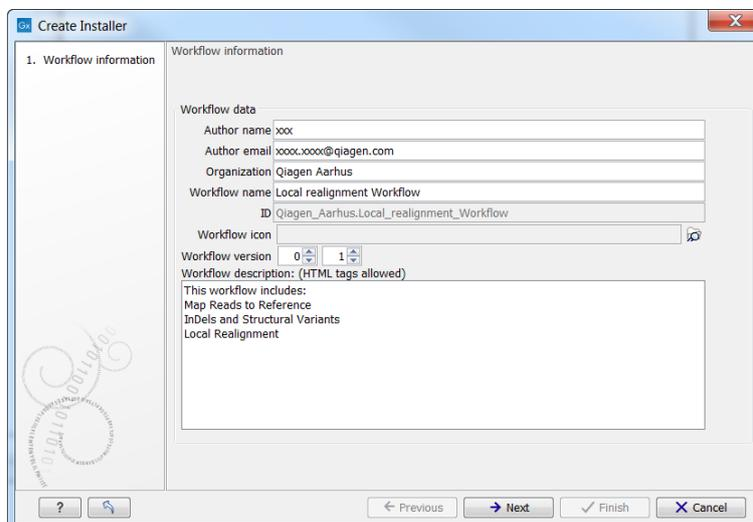 Gx Create Installer
1. Workflow information
Workflow information
Workflow data
Author name xxx
Author email xxxx.xxxx@qiagen.com
Organization Qiagen Aarhus
Workflow name Local realignment Workflow
ID Qiagen_Aarhus.Local_realignment_Workflow
Workflow icon
Workflow version 0 1
Workflow description: (HTML tags allowed)
This workflow includes:
Map Reads to Reference
InDels and Structural Variants
Local Realignment
? Previous Next Finish Cancel